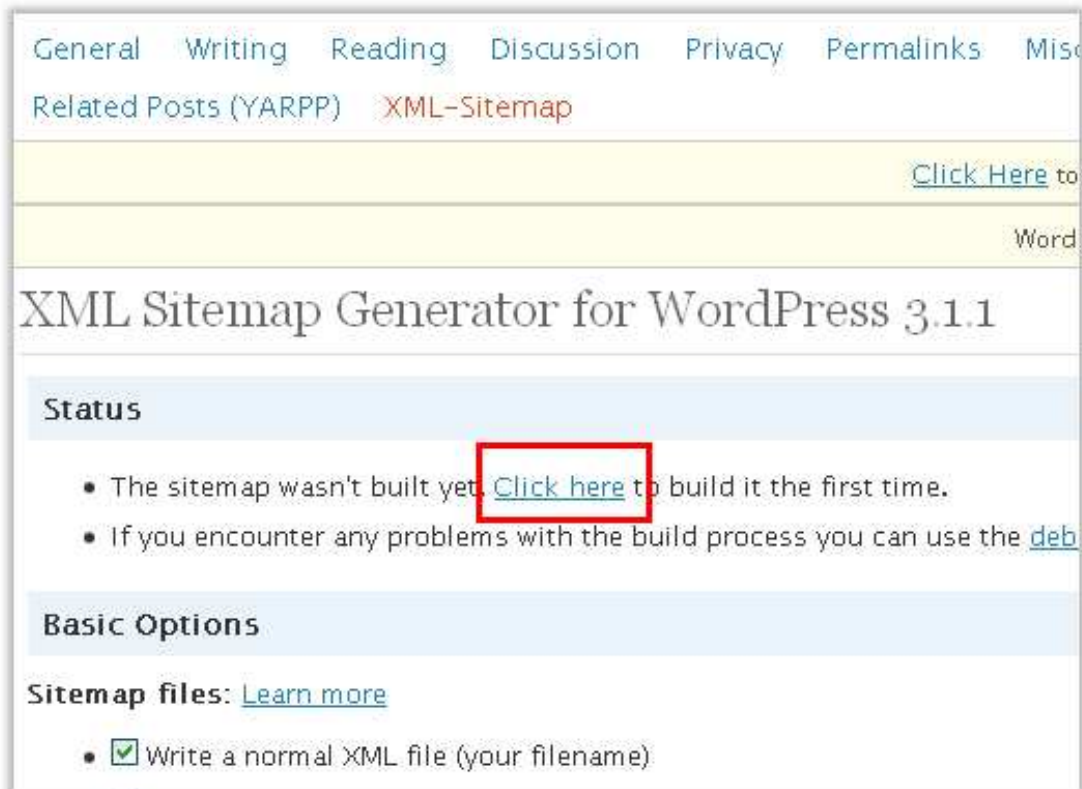 General Writing Reading Discussion Privacy Permalinks
Related Posts (YARPP) XML-Sitemap
Click Here to
Word
XML Sitemap Generator for WordPress 3.1.1
Status
• The sitemap wasn't built yet. Click here to build it the first time.
• If you encounter any problems with the build process you can use the deb
Basic Options
Sitemap files: Learn more
• Write a normal XML file (your filename)